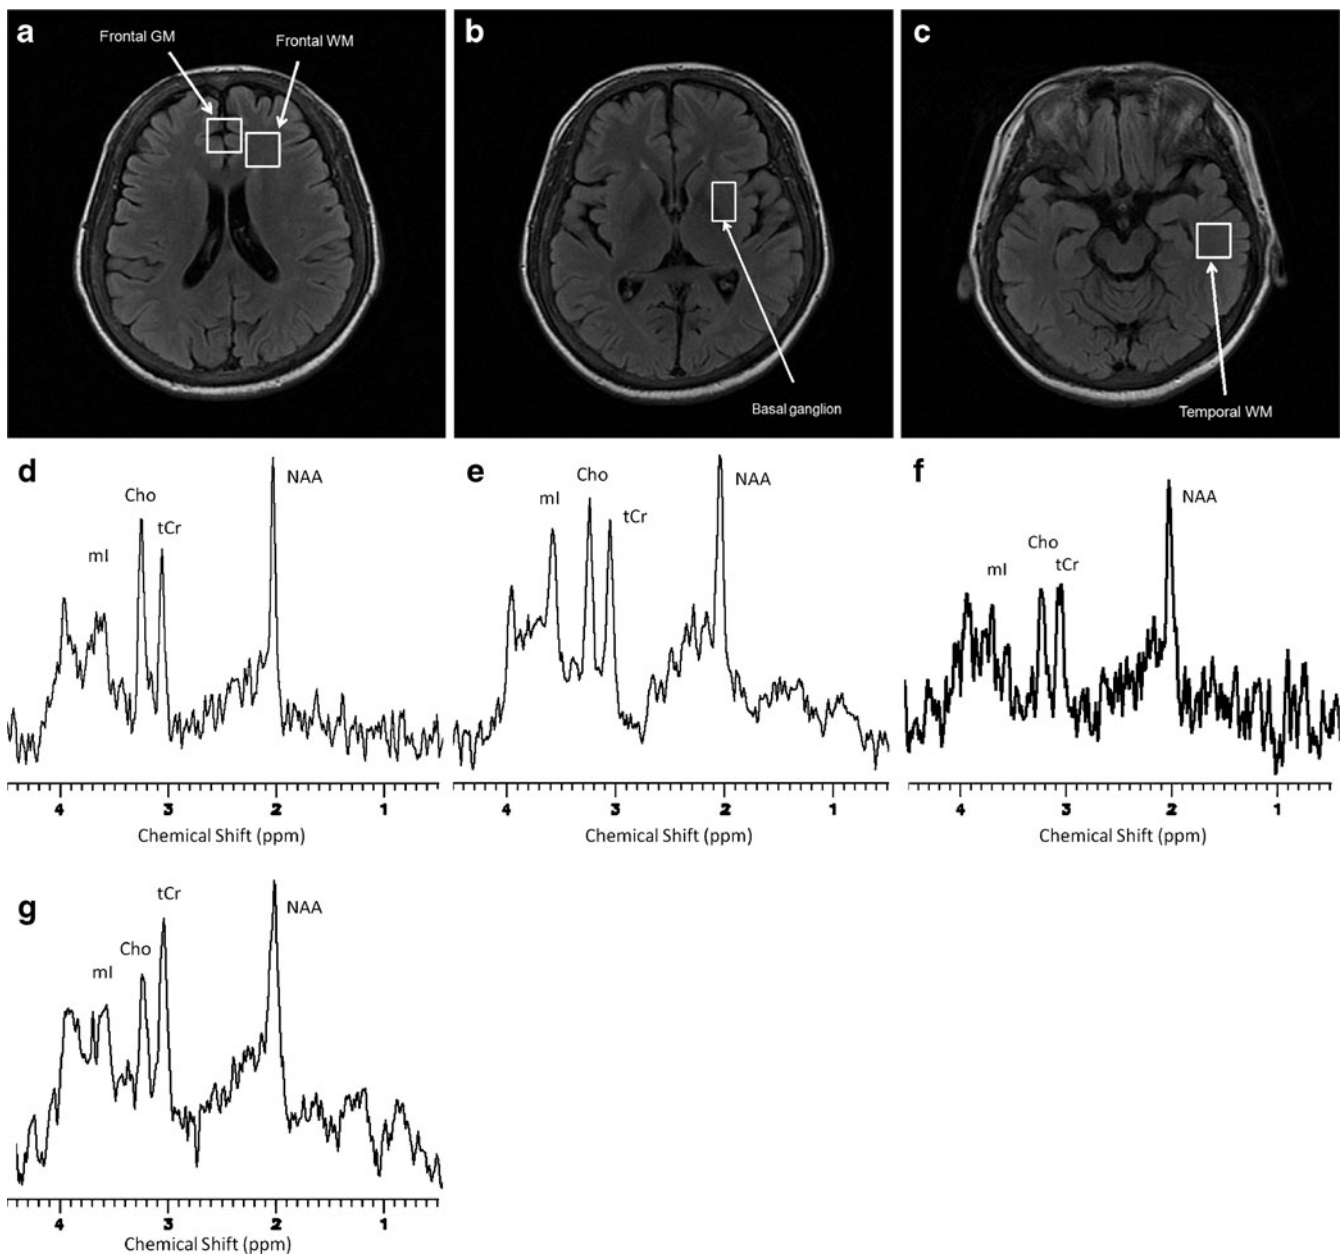 a
Frontal GM
Frontal WM
b
Basal ganglion
c
Temporal WM
d
mI
Cho
tCr
NAA
4 3 2 1
Chemical Shift (ppm)
e
mI
Cho
tCr
NAA
4 3 2 1
Chemical Shift (ppm)
f
mI
Cho
tCr
NAA
4 3 2 1
Chemical Shift (ppm)
g
mI
Cho
tCr
NAA
4 3 2 1
Chemical Shift (ppm)